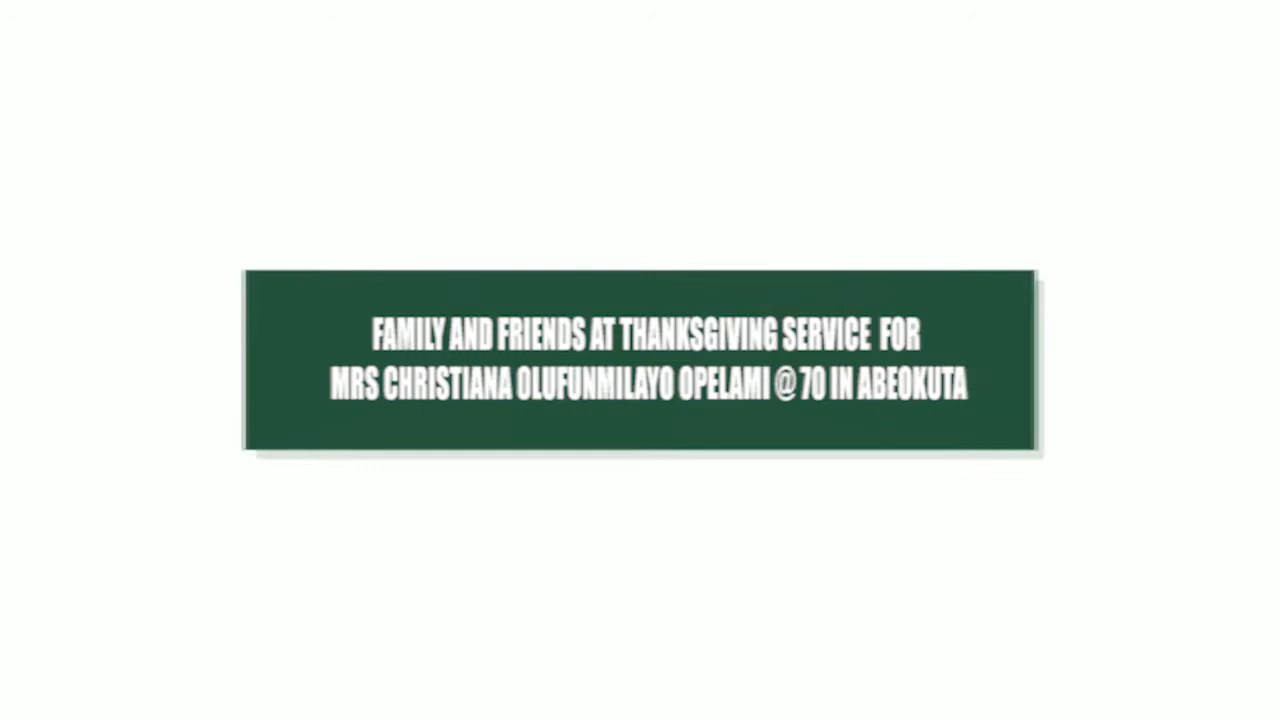 FAMILY AND FRIENDS AT THANKSGIVING SERVICE FOR
MRS CHRISTIANA OLUFUNMILAYO OPELAMI @ 70 IN ABEOKUTA